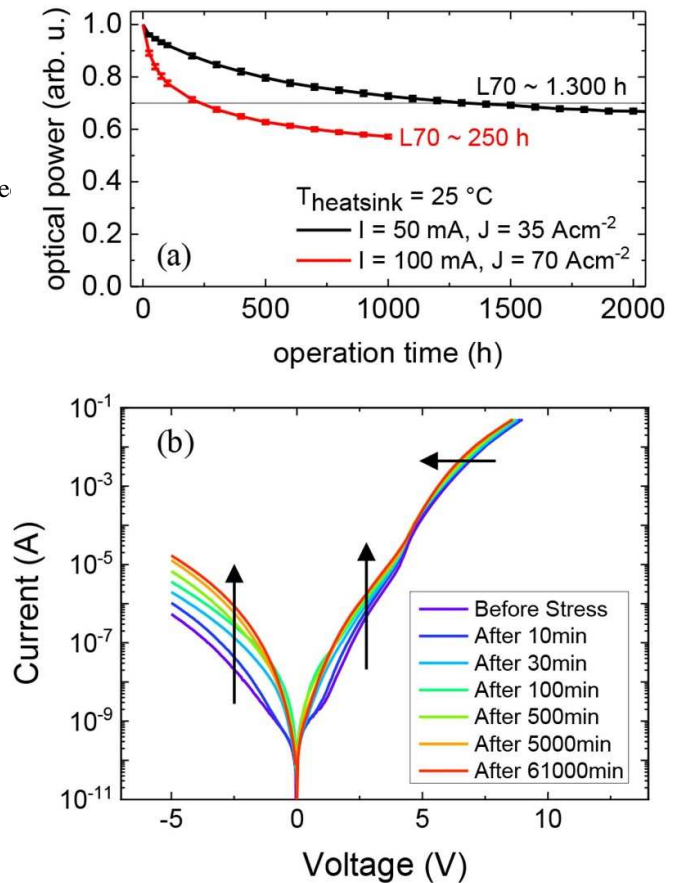 1.0
0.8
0.6
0.4
0.2
0.0
optical power (arb. u.)
L70 ~ 1.300 h
L70 ~ 250 h
T_heatsink = 25 °C
I = 50 mA, J = 35 Acm⁻²
I = 100 mA, J = 70 Acm⁻²
(a)
0 500 1000 1500 2000
operation time (h)
e
(b)
10⁻¹
10⁻³
10⁻⁵
10⁻⁷
10⁻⁹
10⁻¹¹
Current (A)
Before Stress
After 10min
After 30min
After 100min
After 500min
After 5000min
After 61000min
-5 0 5 10
Voltage (V)